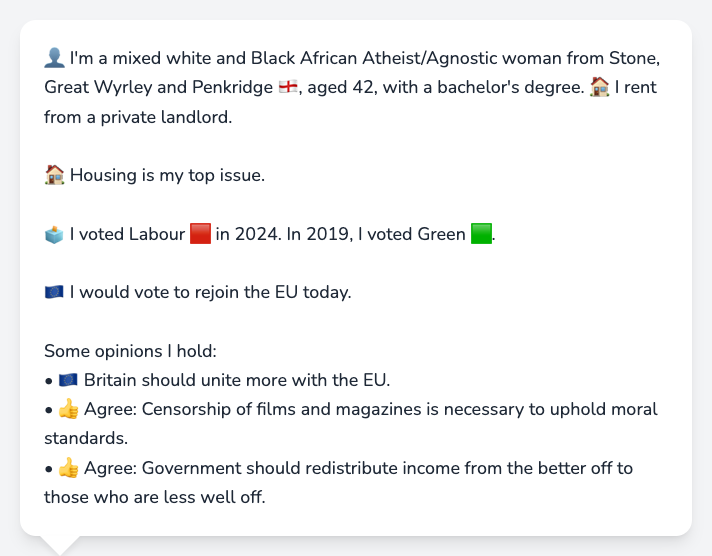 👤 I'm a mixed white and Black African Atheist/Agnostic woman from Stone,
Great Wyrley and Penkridge 🏴󠁧󠁢󠁥󠁮󠁧󠁿, aged 42, with a bachelor's degree. 🏠 I rent
from a private landlord.
🏠 Housing is my top issue.
🗳️ I voted Labour 🟥 in 2024. In 2019, I voted Green 🟩.
🇪🇺 I would vote to rejoin the EU today.
Some opinions I hold:
• 🇪🇺 Britain should unite more with the EU.
• 👍 Agree: Censorship of films and magazines is necessary to uphold moral
standards.
• 👍 Agree: Government should redistribute income from the better off to
those who are less well off.